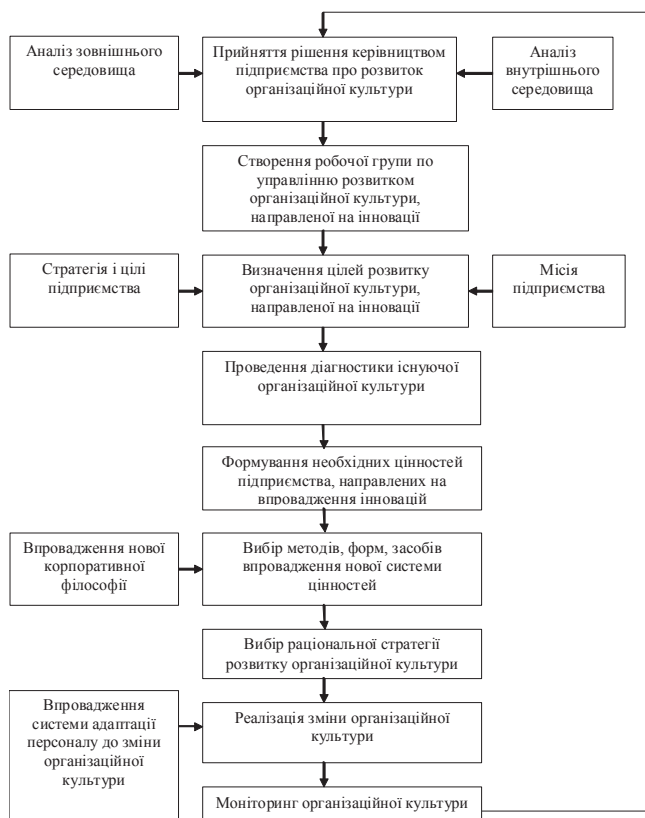 Аналіз зовнішнього
середовища
Прийняття рішення керівництвом
підприємства про розвиток
організаційної культури
Аналіз
внутрішнього
середовища
Створення робочої групи по
управлінню розвитком
організаційної культури,
направленої на інновації
Стратегія і цілі
підприємства
Визначення цілей розвитку
організаційної культури,
направленої на інновації
Місія
підприємства
Проведення діагностики існуючої
організаційної культури
Формування необхідних цінностей
підприємства, направлених на
впровадження інновацій
Впровадження нової
корпоративної
філософії
Вибір методів, форм, засобів
впровадження нової системи
цінностей
Вибір раціональної стратегії
розвитку організаційної культури
Впровадження
системи адаптації
персоналу до зміни
організаційної
культури
Реалізація зміни організаційної
культури
Моніторинг організаційної культури